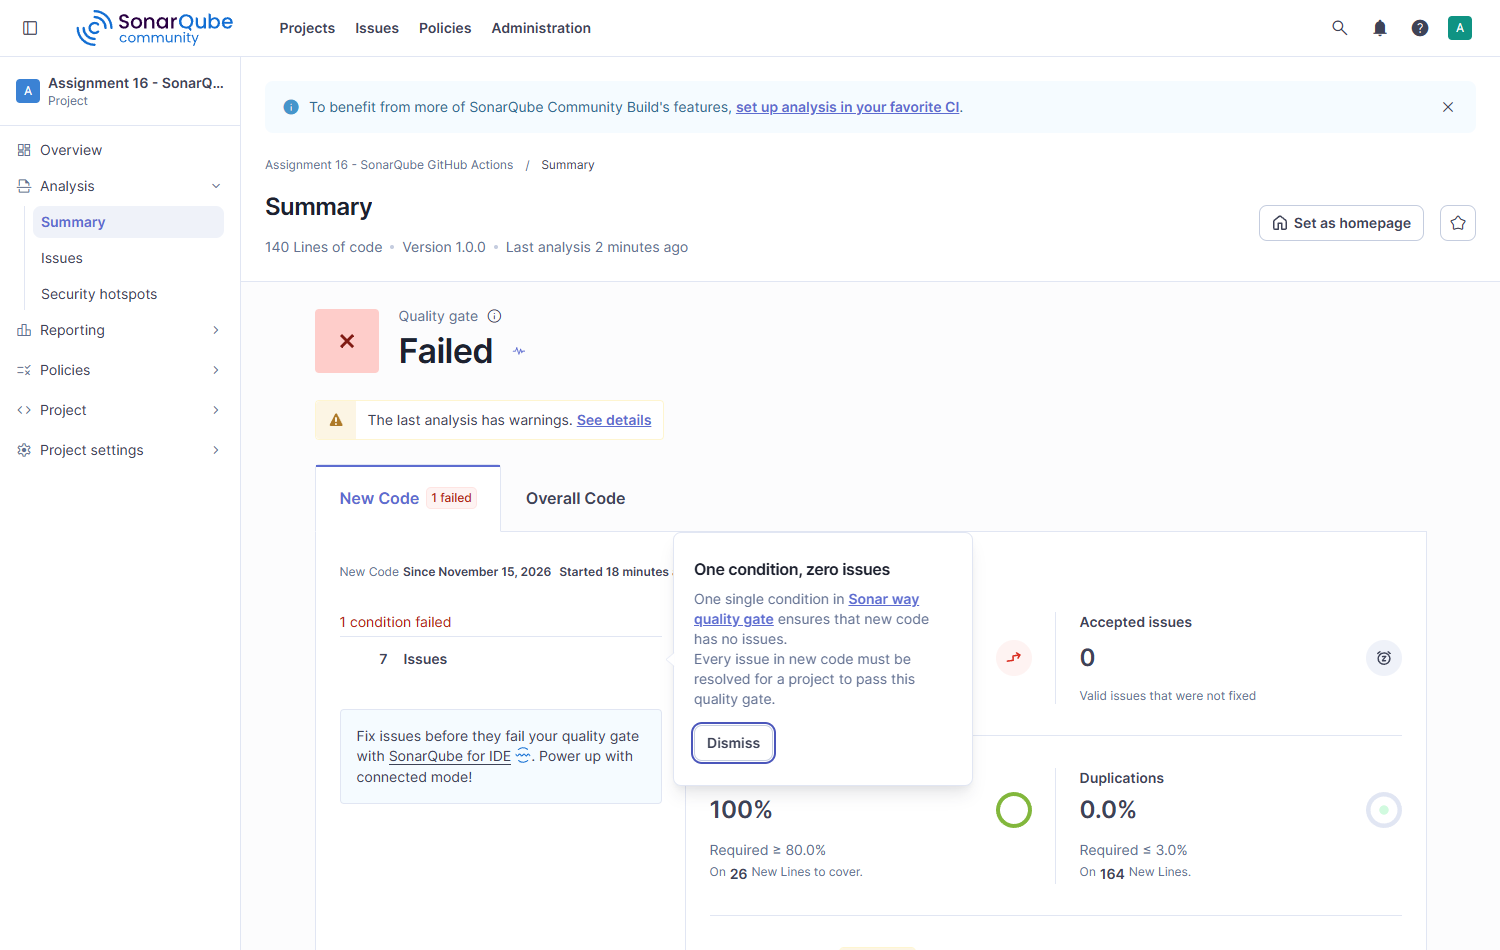 SonarQube
community
Projects
Issues
Policies
Administration
A
A
Assignment 16 - SonarQ...
Project
Overview
Analysis
Summary
Issues
Security hotspots
Reporting
Policies
Project
Project settings
To benefit from more of SonarQube Community Build's features, set up analysis in your favorite CI.
Assignment 16 - SonarQube GitHub Actions / Summary
Summary
140 Lines of code • Version 1.0.0 • Last analysis 2 minutes ago
Set as homepage
Quality gate
Failed
The last analysis has warnings. See details
New Code 1 failed
Overall Code
New Code Since November 15, 2026 Started 18 minutes
1 condition failed
7 Issues
Fix issues before they fail your quality gate
with SonarQube for IDE . Power up with
connected mode!
One condition, zero issues
One single condition in Sonar way
quality gate ensures that new code
has no issues.
Every issue in new code must be
resolved for a project to pass this
quality gate.
Dismiss
Accepted issues
0
Valid issues that were not fixed
100%
Required ≥ 80.0%
On 26 New Lines to cover.
Duplications
0.0%
Required ≤ 3.0%
On 164 New Lines.